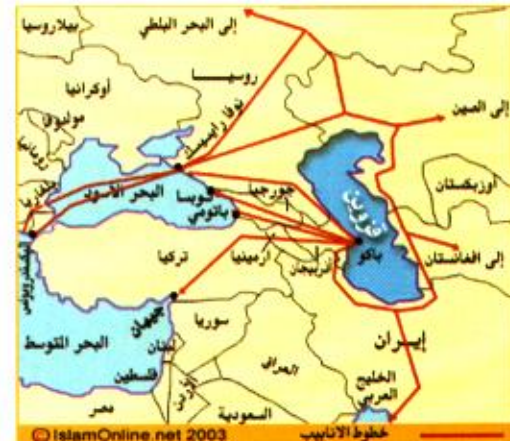 إلى البحر البلطي
بيلاروسيا
روسيا
أوكرانيا
إلى الصين
مولدوفا
رومانيا
أوزبكستان
قزوين
جورجيا
البحر الأسود
بلغاريا
باتومي
باكو
أرمينيا
أذربيجان
تركيا
إلى افغانستان
جيهان
سوريا
إيران
البحر المتوسط
لبنان
العراق
فلسطين
الخليج
العربي
الأردن
مصر
السعودية
خطوط الانابيب
© IslamOnline.net 2003